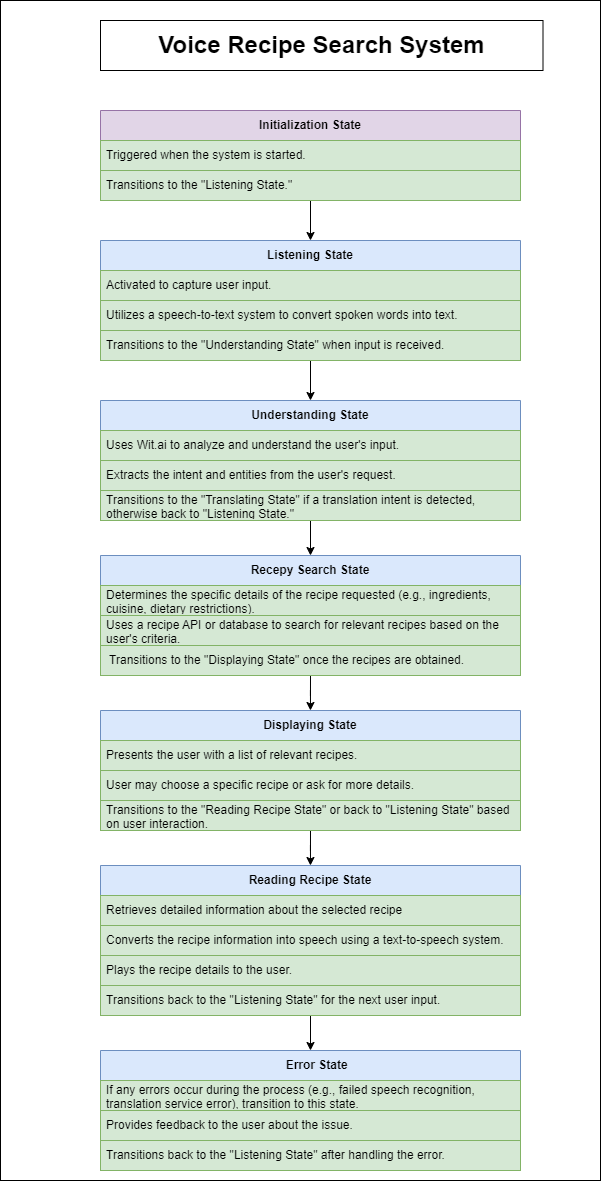 Voice Recipe Search System
Initialization State
Triggered when the system is started.
Transitions to the "Listening State."
Listening State
Activated to capture user input.
Utilizes a speech-to-text system to convert spoken words into text.
Transitions to the "Understanding State" when input is received.
Understanding State
Uses Wit.ai to analyze and understand the user's input.
Extracts the intent and entities from the user's request.
Transitions to the "Translating State" if a translation intent is detected,
otherwise back to "Listening State."
Recepy Search State
Determines the specific details of the recipe requested (e.g., ingredients,
cuisine, dietary restrictions).
Uses a recipe API or database to search for relevant recipes based on the
user's criteria.
Transitions to the "Displaying State" once the recipes are obtained.
Displaying State
Presents the user with a list of relevant recipes.
User may choose a specific recipe or ask for more details.
Transitions to the "Reading Recipe State" or back to "Listening State" based
on user interaction.
Reading Recipe State
Retrieves detailed information about the selected recipe
Converts the recipe information into speech using a text-to-speech system.
Plays the recipe details to the user.
Transitions back to the "Listening State" for the next user input.
Error State
If any errors occur during the process (e.g., failed speech recognition,
translation service error), transition to this state.
Provides feedback to the user about the issue.
Transitions back to the "Listening State" after handling the error.